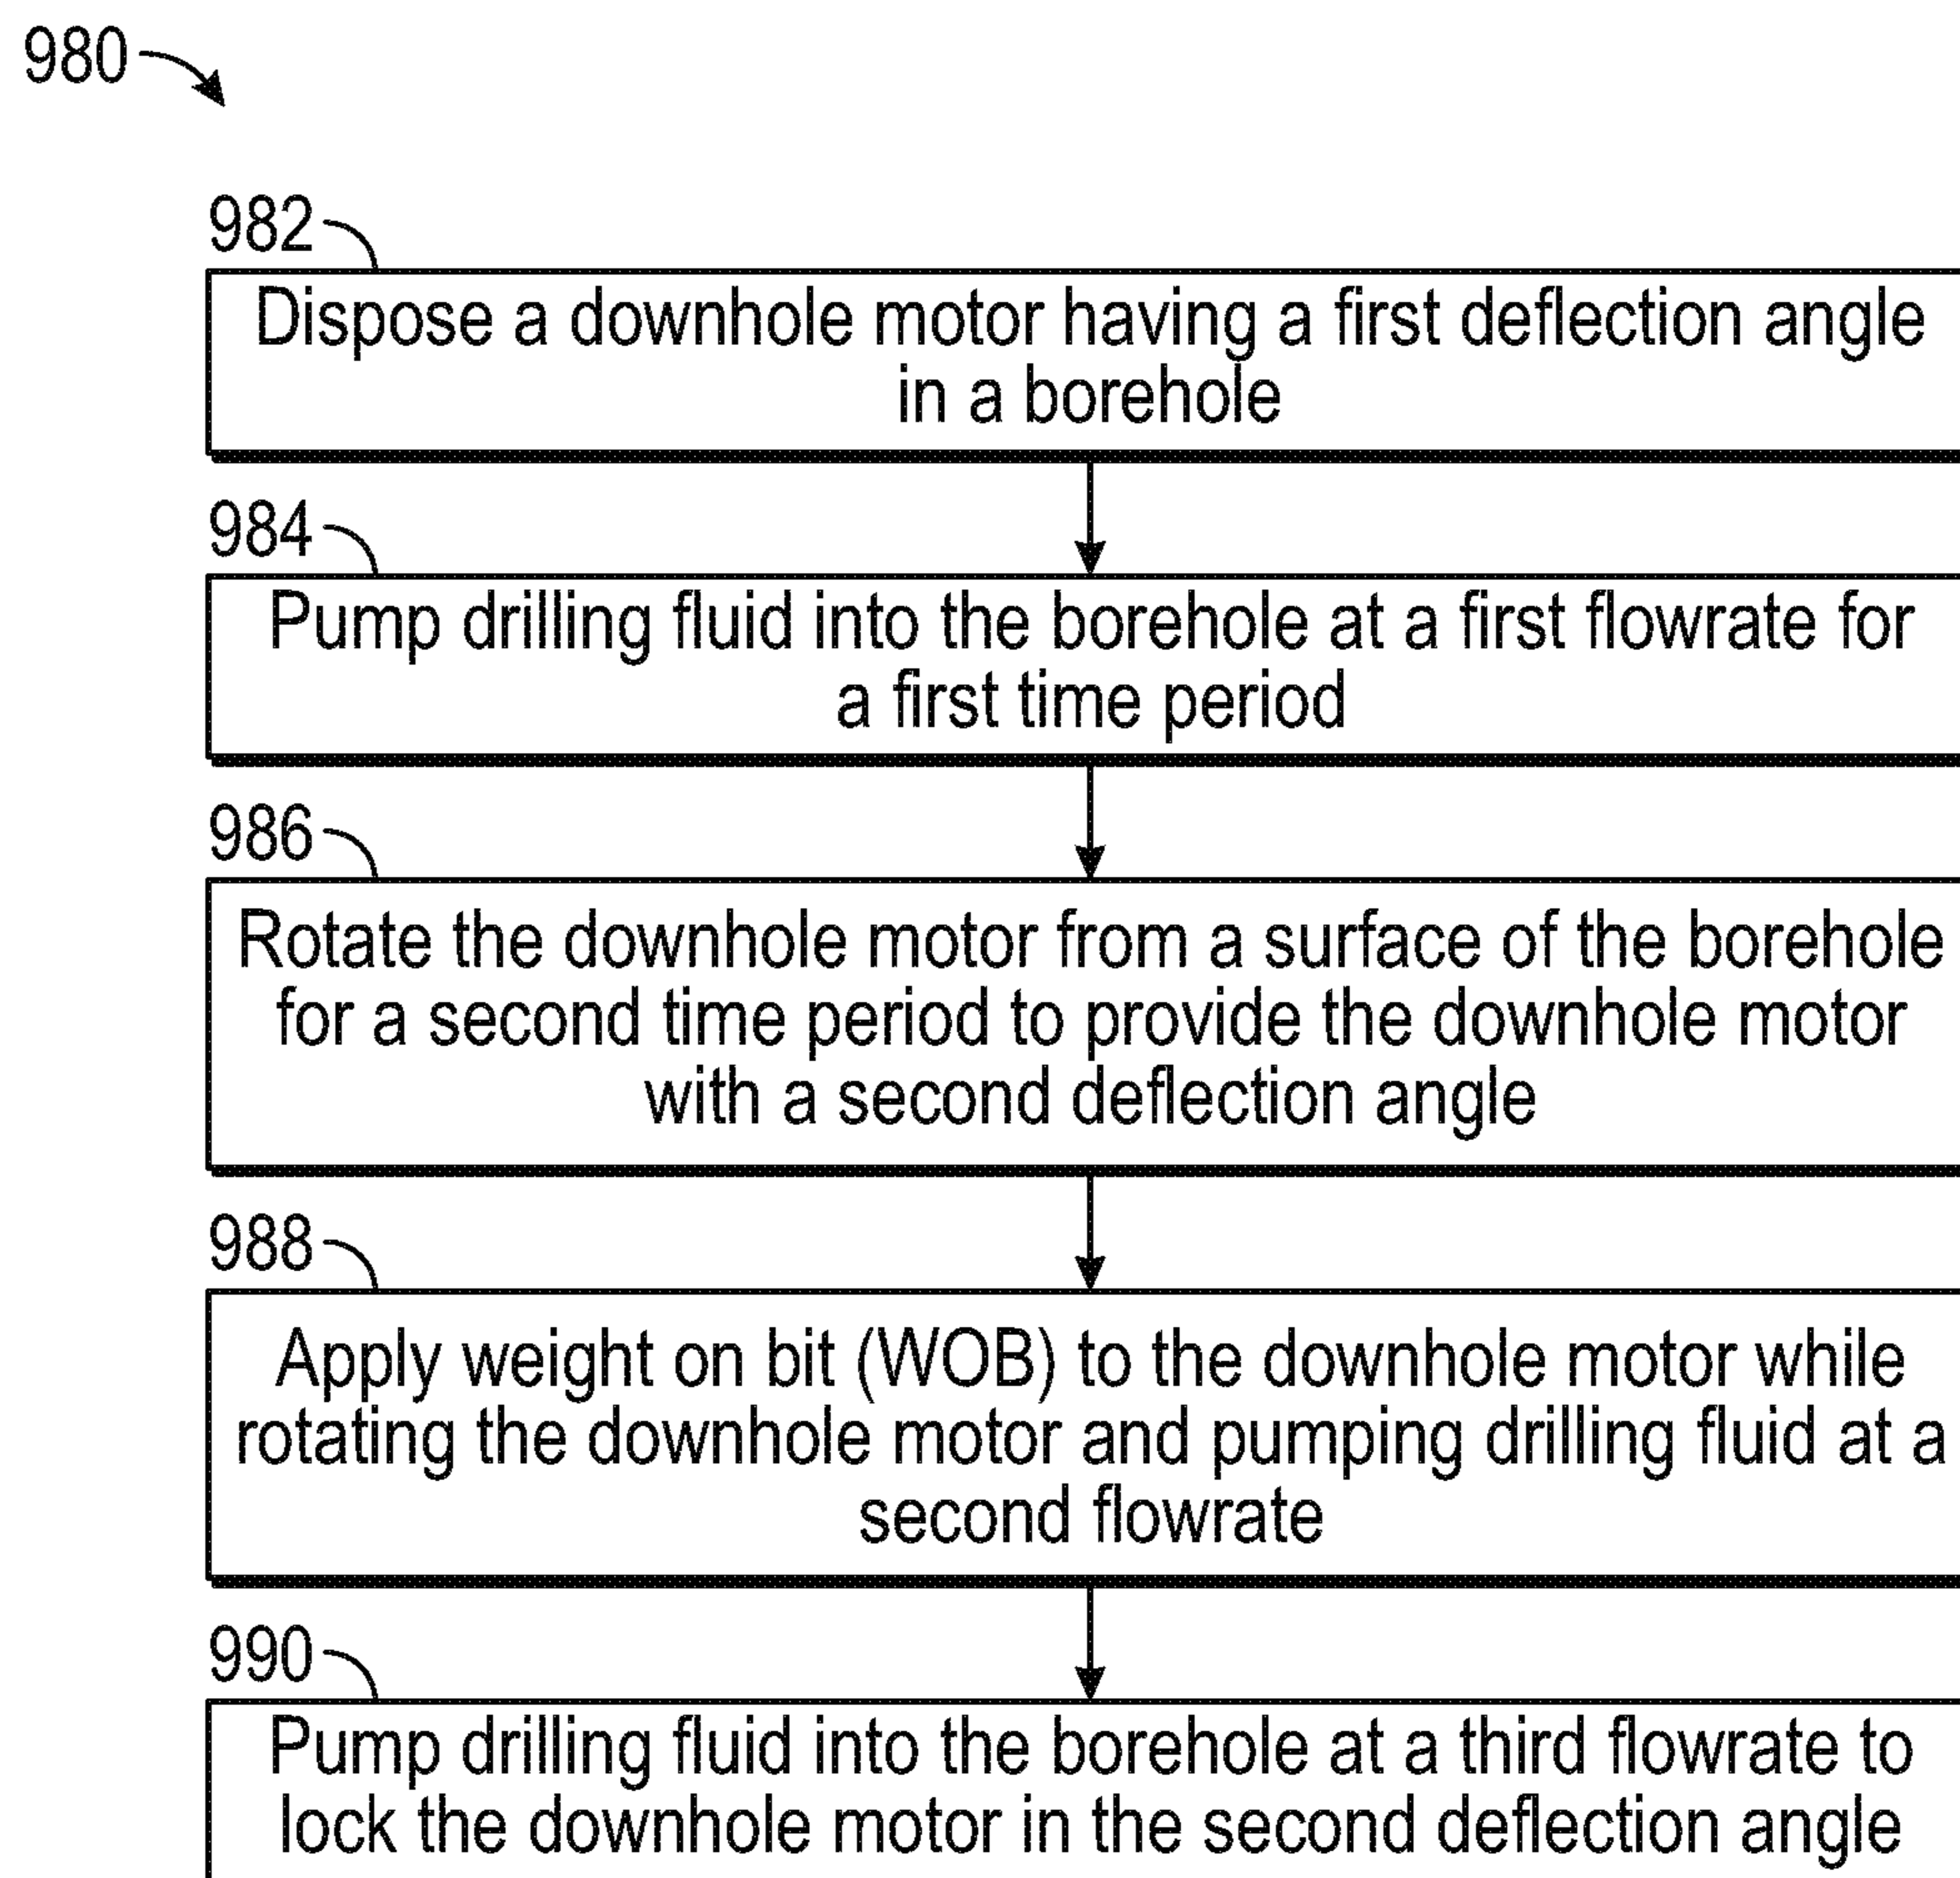 980
982
Dispose a downhole motor having a first deflection angle
in a borehole
984
Pump drilling fluid into the borehole at a first flowrate for
a first time period
986
Rotate the downhole motor from a surface of the borehole
for a second time period to provide the downhole motor
with a second deflection angle
988
Apply weight on bit (WOB) to the downhole motor while
rotating the downhole motor and pumping drilling fluid at a
second flowrate
990
Pump drilling fluid into the borehole at a third flowrate to
lock the downhole motor in the second deflection angle